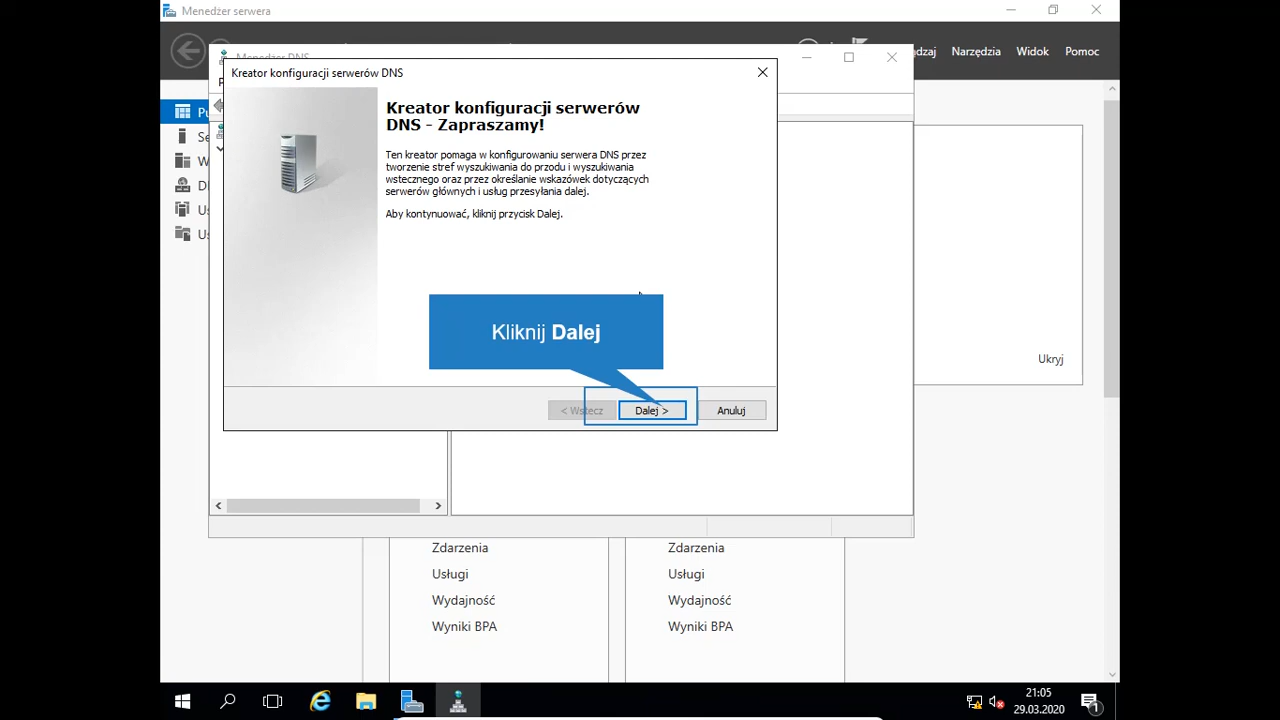 Menedżer serwera
Menedżer DNS
Narzędzia
Widok
Pomoc
Kreator konfiguracji serwerów DNS
Kreator konfiguracji serwerów
DNS - Zapraszamy!
Ten kreator pomaga w konfigurowaniu serwera DNS przez
tworzenie stref wyszukiwania do przodu i wyszukiwania
wstecznego oraz przez określanie wskazówek dotyczących
serwerów głównych i usług przesyłania dalej.
Aby kontynuować, kliknij przycisk Dalej.
Kliknij Dalej
< Wstecz
Dalej >
Anuluj
Ukryj
Zdarzenia
Usługi
Wydajność
Wyniki BPA
Zdarzenia
Usługi
Wydajność
Wyniki BPA
21:05
29.03.2020
1